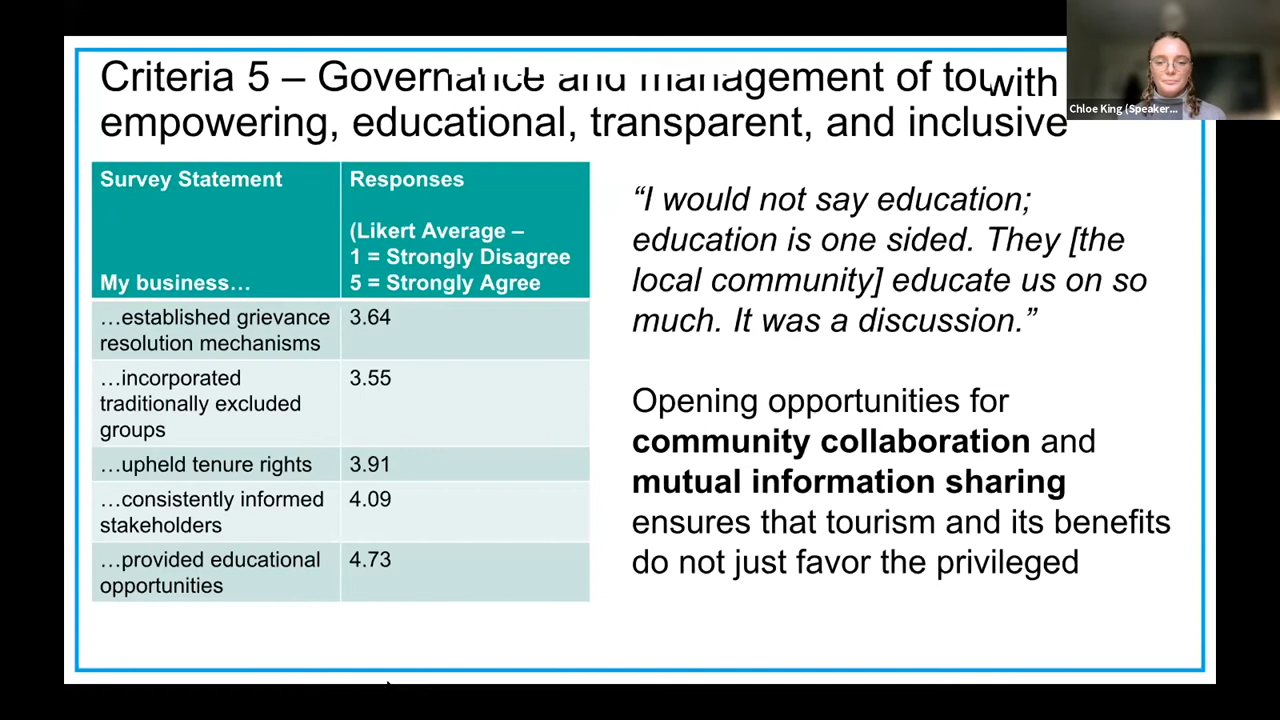 Criteria 5 – Governance and management of with
empowering, educational, transparent, and inclusive
Chloe King (Speaker...
Survey Statement
My business…
Responses
(Likert Average –
1 = Strongly Disagree
5 = Strongly Agree
…established grievance
resolution mechanisms
3.64
…incorporated
traditionally excluded
groups
3.55
…upheld tenure rights
3.91
…consistently informed
stakeholders
4.09
…provided educational
opportunities
4.73
“I would not say education;
education is one sided. They [the
local community] educate us on so
much. It was a discussion.”
Opening opportunities for
community collaboration and
mutual information sharing
ensures that tourism and its benefits
do not just favor the privileged